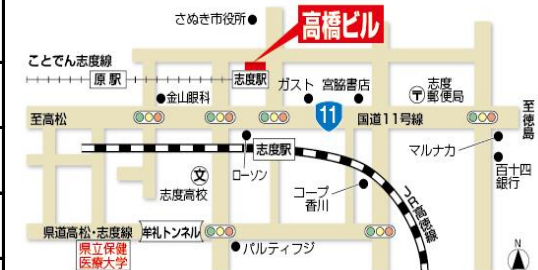 さぬき市役所
高橋ビル
ことでん志度線
原駅
志度駅
金山眼科
ガスト
宮脇書店
〒志度郵便局
至高松
11
国道11号線
至徳島
志度駅
マルナカ
百十四銀行
文
志度高校
ローソン
コープ香川
JR高徳線
県道高松・志度線
牟礼トンネル
県立保健医療大学
パルティフジ
N